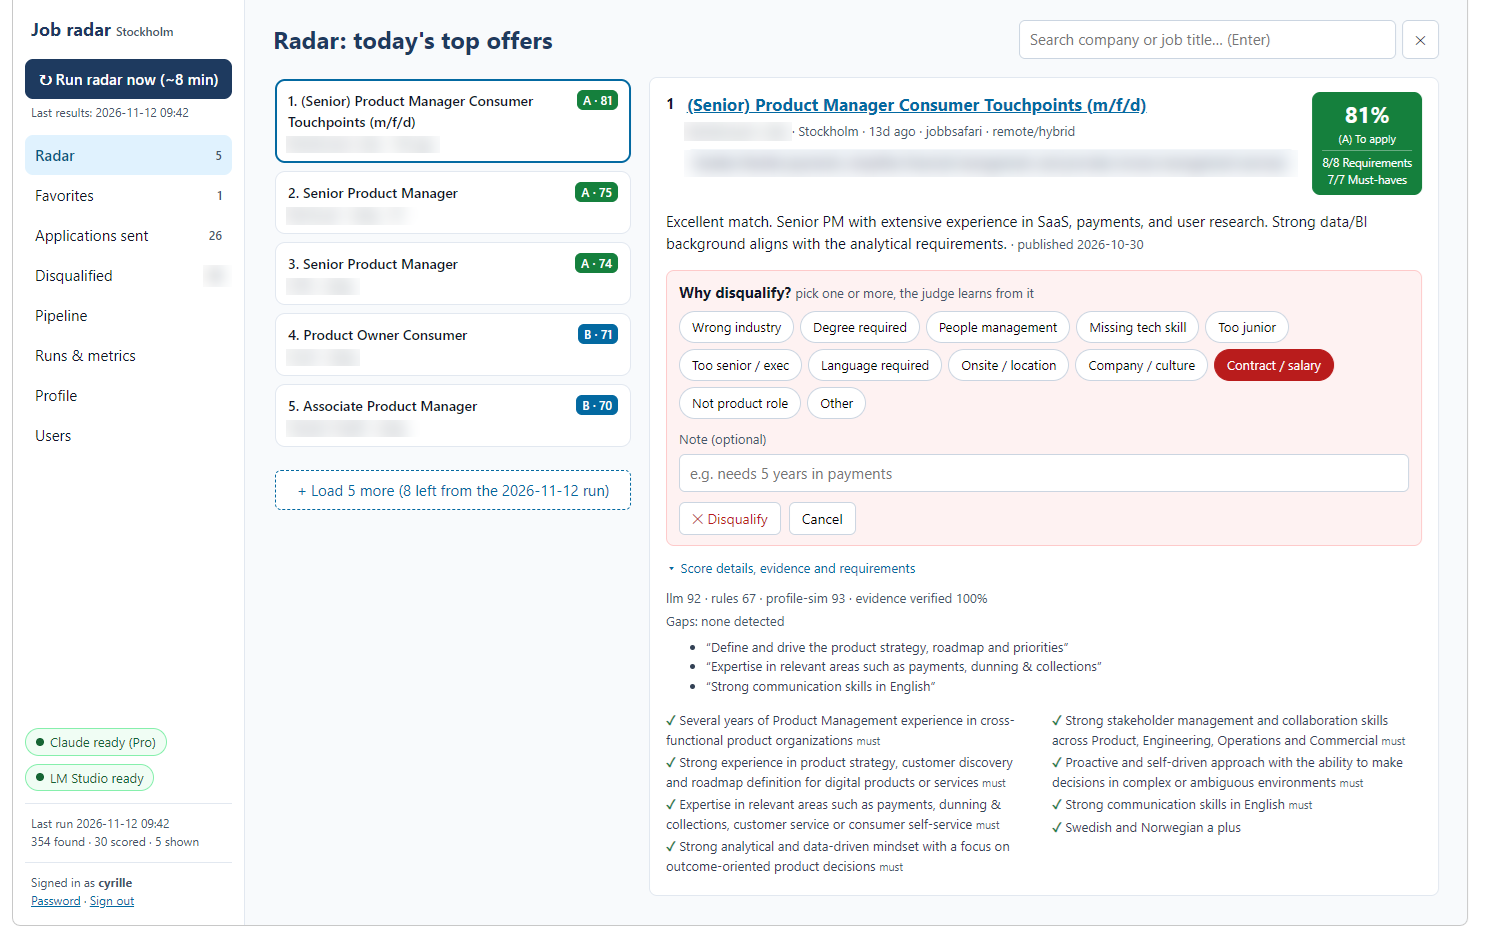 Job radar Stockholm
↻ Run radar now (~8 min)
Last results: 2026-11-12 09:42
Radar 5
Favorites 1
Applications sent 26
Disqualified
Pipeline
Runs & metrics
Profile
Users
Claude ready (Pro)
LM Studio ready
Last run 2026-11-12 09:42
354 found · 30 scored · 5 shown
Signed in as cyrille
Password · Sign out
Radar: today's top offers
Search company or job title... (Enter)
×
1. (Senior) Product Manager Consumer
Touchpoints (m/f/d)
A · 81
2. Senior Product Manager
A · 75
3. Senior Product Manager
A · 74
4. Product Owner Consumer
B · 71
5. Associate Product Manager
B · 70
+ Load 5 more (8 left from the 2026-11-12 run)
1 (Senior) Product Manager Consumer Touchpoints (m/f/d)
· Stockholm · 13d ago · jobbsafari · remote/hybrid
81%
(A) To apply
8/8 Requirements
7/7 Must-haves
Excellent match. Senior PM with extensive experience in SaaS, payments, and user research. Strong data/BI
background aligns with the analytical requirements. · published 2026-10-30
Why disqualify? pick one or more, the judge learns from it
Wrong industry
Degree required
People management
Missing tech skill
Too junior
Too senior / exec
Language required
Onsite / location
Company / culture
Contract / salary
Not product role
Other
Note (optional)
e.g. needs 5 years in payments
× Disqualify
Cancel
Score details, evidence and requirements
llm 92 · rules 67 · profile-sim 93 · evidence verified 100%
Gaps: none detected
• “Define and drive the product strategy, roadmap and priorities”
• “Expertise in relevant areas such as payments, dunning & collections”
• “Strong communication skills in English”
✓ Several years of Product Management experience in cross-
functional product organizations must
✓ Strong experience in product strategy, customer discovery
and roadmap definition for digital products or services must
✓ Expertise in relevant areas such as payments, dunning &
collections, customer service or consumer self-service must
✓ Strong analytical and data-driven mindset with a focus on
outcome-oriented product decisions must
✓ Strong stakeholder management and collaboration skills
across Product, Engineering, Operations and Commercial must
✓ Proactive and self-driven approach with the ability to make
decisions in complex or ambiguous environments must
✓ Strong communication skills in English must
✓ Swedish and Norwegian a plus